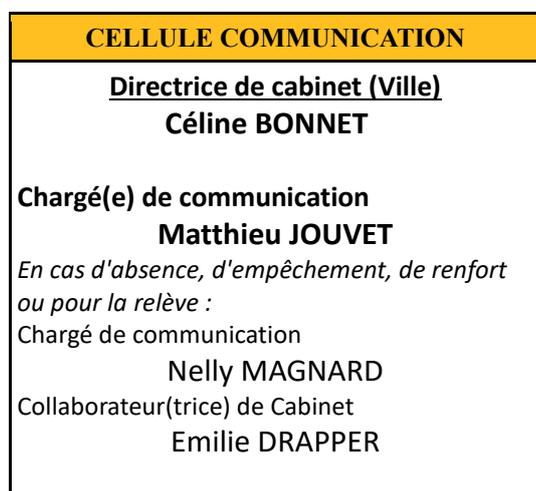 CELLULE COMMUNICATION
Directrice de cabinet (Ville)
Céline BONNET
Chargé(e) de communication
Matthieu JOUVET
En cas d'absence, d'empêchement, de renfort
ou pour la relève :
Chargé de communication
Nelly MAGNARD
Collaborateur(trice) de Cabinet
Emilie DRAPPER